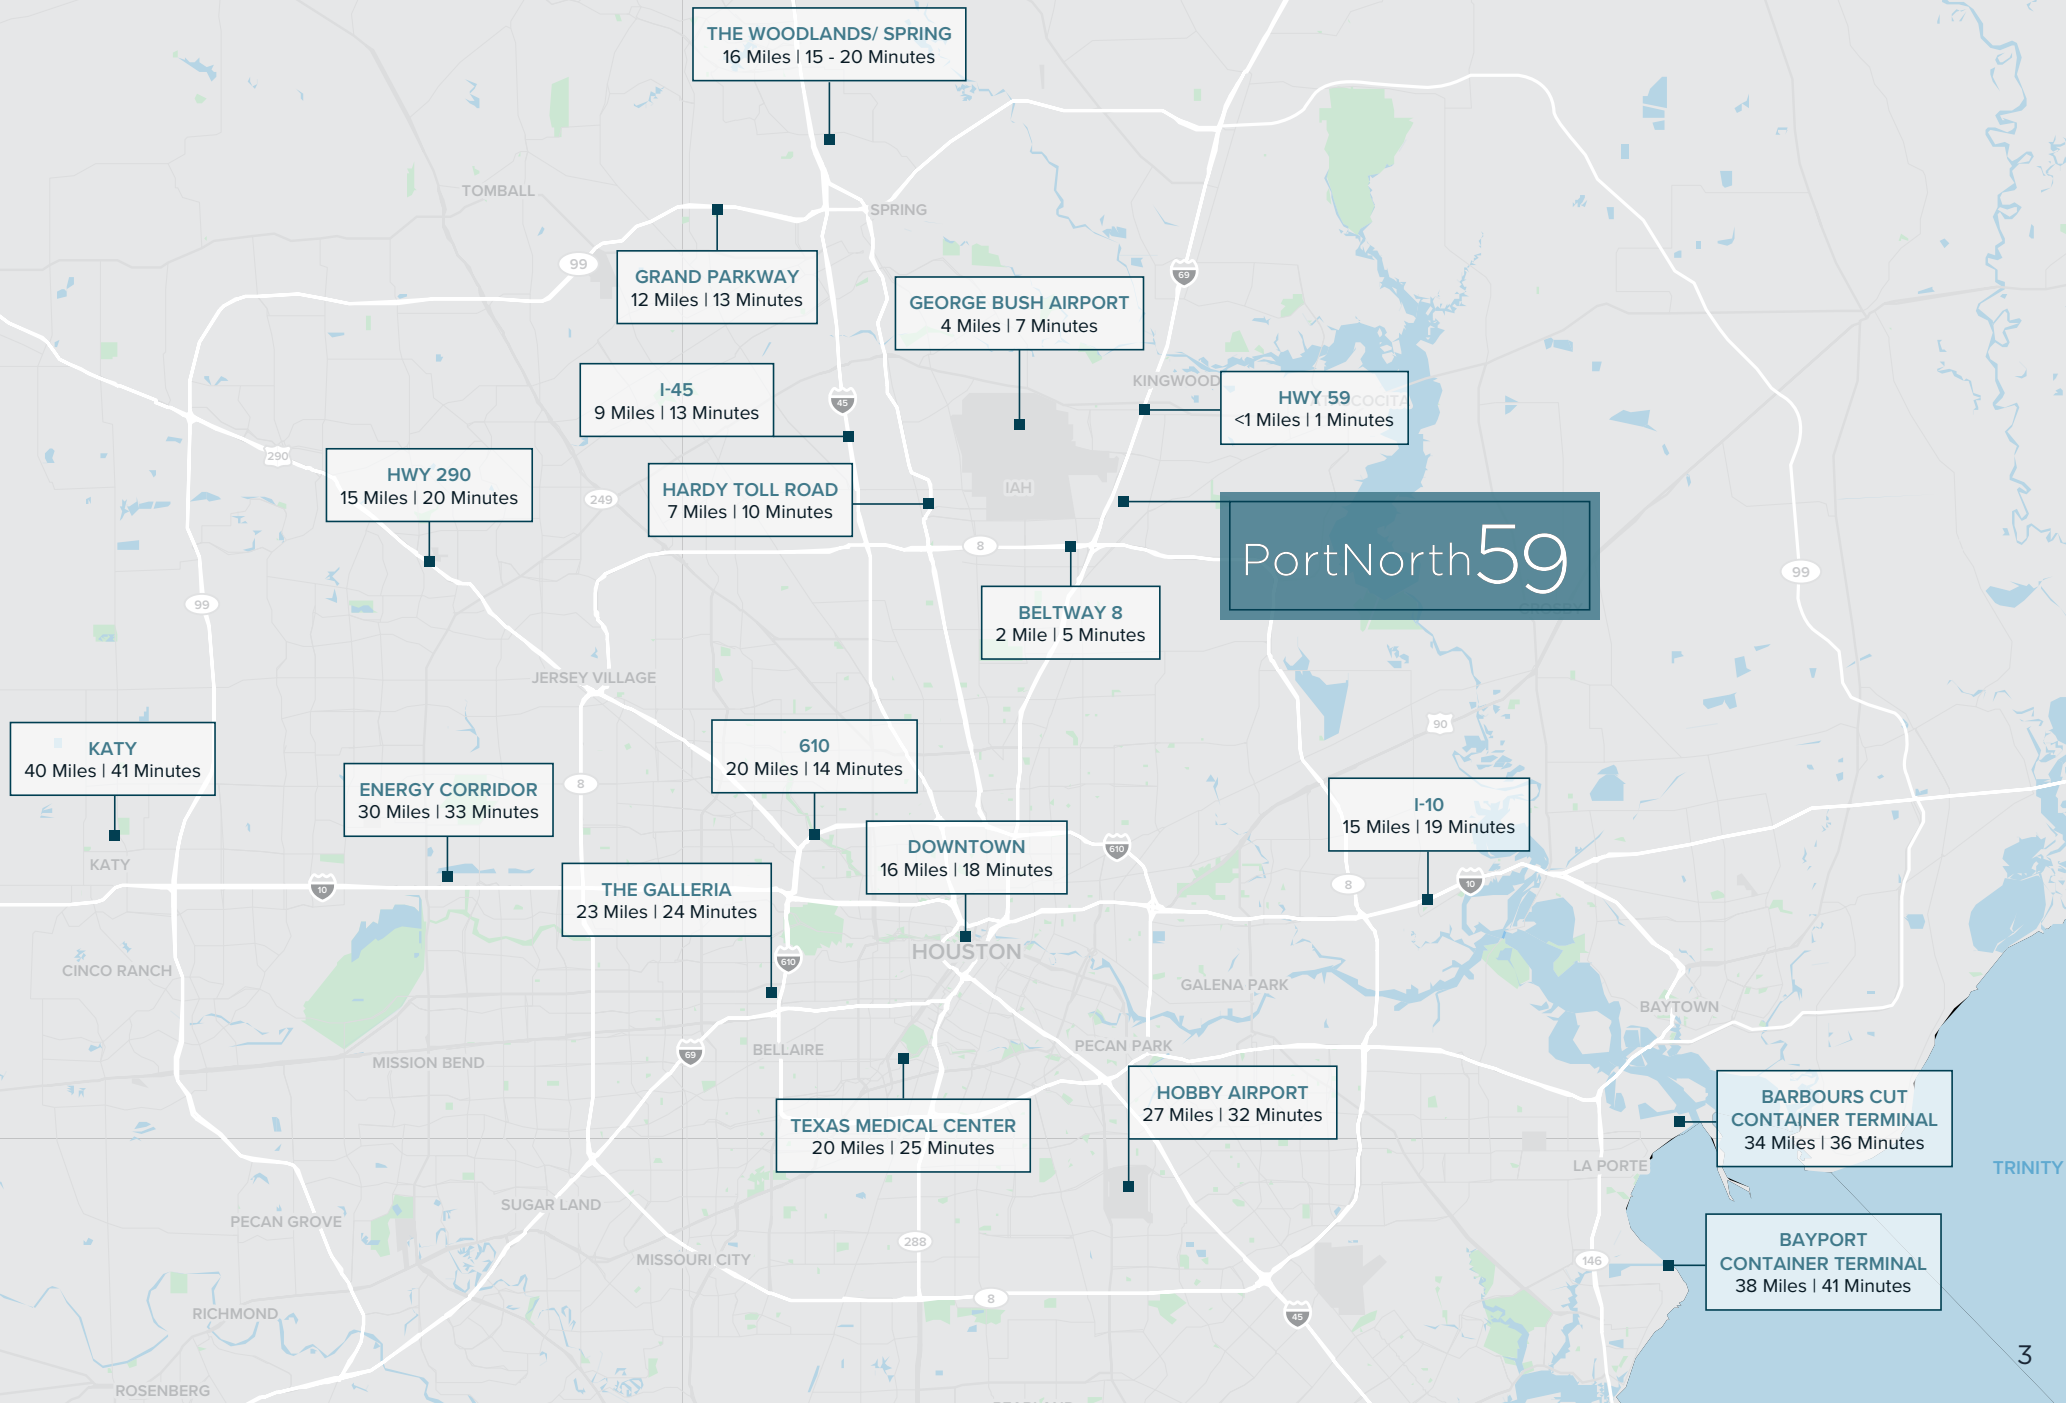 THE WOODLANDS/ SPRING
16 Miles | 15 - 20 Minutes
TOMBALL
SPRING
99
GRAND PARKWAY
12 Miles | 13 Minutes
69
GEORGE BUSH AIRPORT
4 Miles | 7 Minutes
I-45
9 Miles | 13 Minutes
45
KINGWOOD
HWY 59
<1 Miles | 1 Minutes
290
HWY 290
15 Miles | 20 Minutes
249
HARDY TOLL ROAD
7 Miles | 10 Minutes
IAH
8
PortNorth59
99
99
BELTWAY 8
2 Mile | 5 Minutes
CROSBY
JERSEY VILLAGE
KATY
40 Miles | 41 Minutes
610
20 Miles | 14 Minutes
90
ENERGY CORRIDOR
30 Miles | 33 Minutes
8
I-10
15 Miles | 19 Minutes
DOWNTOWN
16 Miles | 18 Minutes
610
KATY
10
THE GALLERIA
23 Miles | 24 Minutes
8
10
HOUSTON
610
CINCO RANCH
GALENA PARK
BAYTOWN
MISSION BEND
69
BELLAIRE
PECAN PARK
HOBBY AIRPORT
27 Miles | 32 Minutes
BARBOURS CUT
CONTAINER TERMINAL
34 Miles | 36 Minutes
TEXAS MEDICAL CENTER
20 Miles | 25 Minutes
LA PORTE
TRINITY
SUGAR LAND
PECAN GROVE
288
MISSOURI CITY
146
BAYPORT
CONTAINER TERMINAL
38 Miles | 41 Minutes
8
RICHMOND
45
3
ROSENBERG